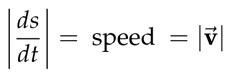 |ds/dt| = speed = |v⃗|